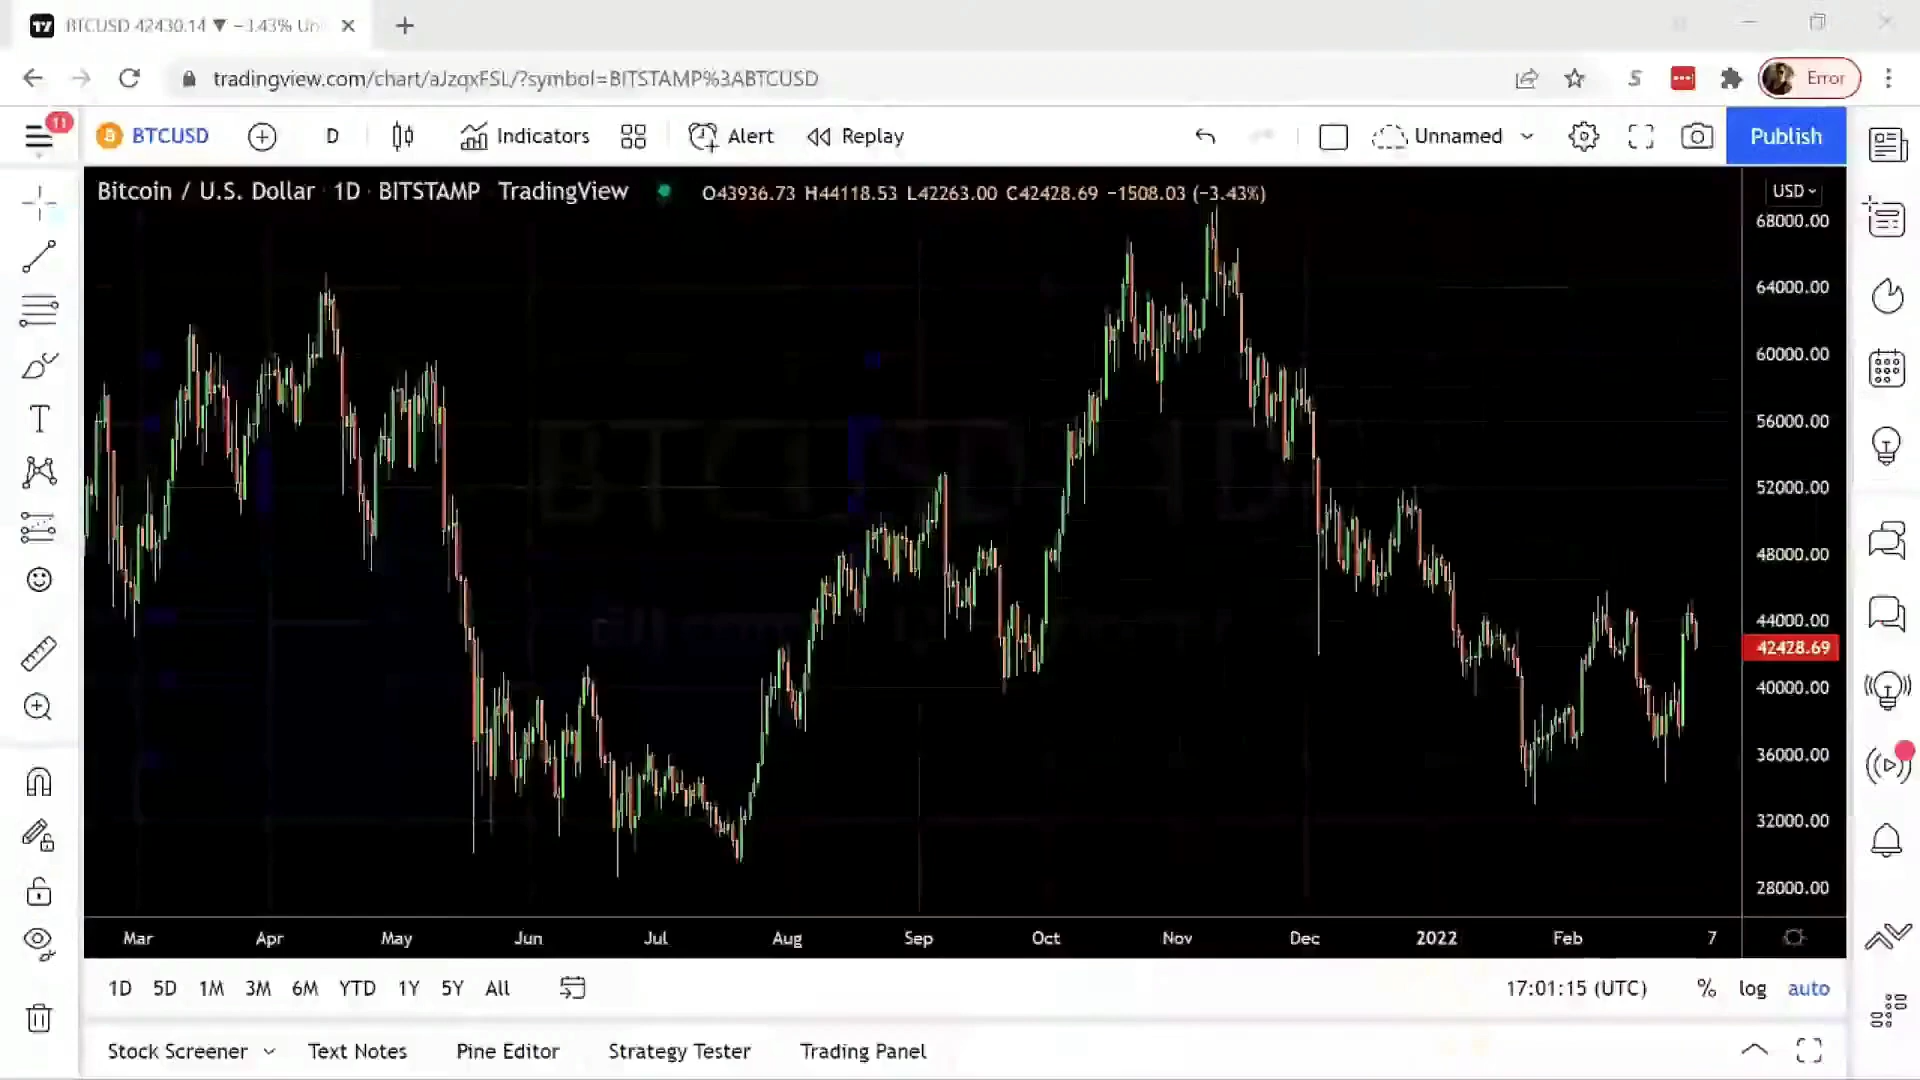 BTCUSD 42430.14 ▼ −3.43% Un
tradingview.com/chart/aJzqxFSL/?symbol=BITSTAMP%3ABTCUSD
S
Error
11
BTCUSD
D
Indicators
Alert
Replay
Unnamed
Publish
Bitcoin / U.S. Dollar · 1D · BITSTAMP TradingView
O43936.73 H44118.53 L42263.00 C42428.69 −1508.03 (−3.43%)
USD
68000.00
64000.00
60000.00
56000.00
52000.00
48000.00
44000.00
42428.69
40000.00
36000.00
32000.00
28000.00
BTCUSD, 1D
T
Mar Apr May Jun Jul Aug Sep Oct Nov Dec 2022 Feb 7
1D 5D 1M 3M 6M YTD 1Y 5Y All
17:01:15 (UTC) % log auto
Stock Screener Text Notes Pine Editor Strategy Tester Trading Panel